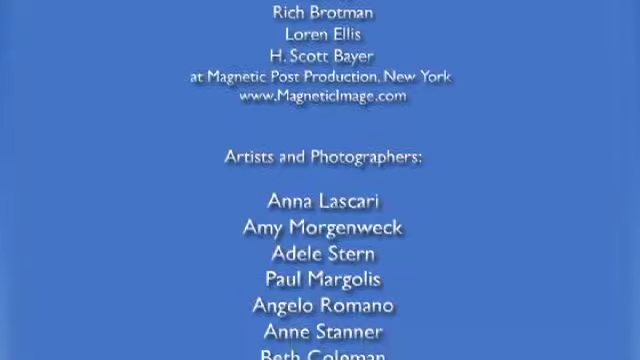 Rich Brotman
Loren Ellis
H. Scott Bayer
at Magnetic Post Production, New York
www.MagneticImage.com
Artists and Photographers:
Anna Lascari
Amy Morgenweck
Adele Stern
Paul Margolis
Angelo Romano
Anne Stanner
Beth Coleman